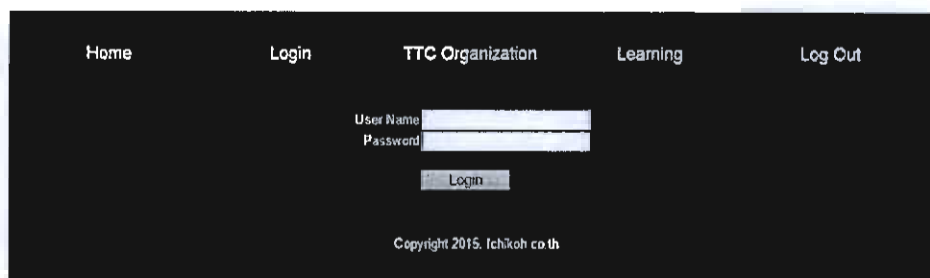 Home Login TTC Organization Learning Log Out
User Name
Password
Login
Copyright 2015. Ichikoh.co.th